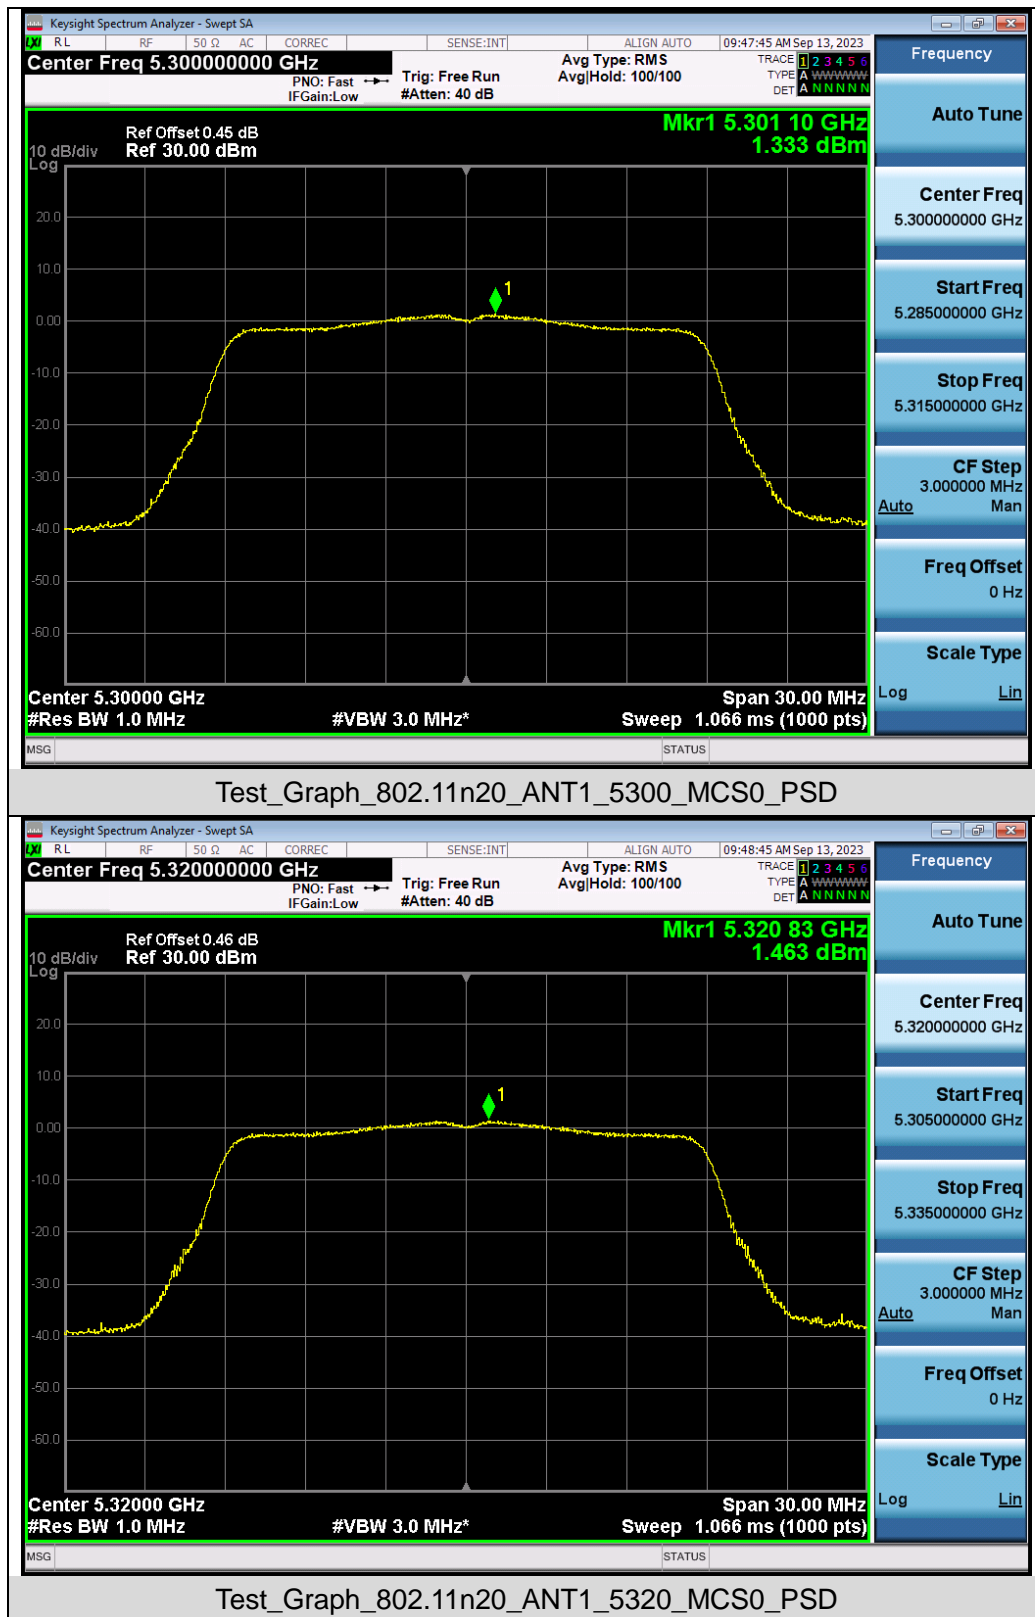 Keysight Spectrum Analyzer - Swept SA
LXI RL RF 50 Ω AC CORREC SENSE:INT ALIGN AUTO 09:47:45 AM Sep 13, 2023
Center Freq 5.300000000 GHz
PNO: Fast
IFGain:Low
Trig: Free Run
#Atten: 40 dB
Avg Type: RMS
Avg|Hold: 100/100
TRACE 1 2 3 4 5 6
TYPE A WWWWW
DET A N N N N N
Ref Offset 0.45 dB
Ref 30.00 dBm
10 dB/div
Log
Mkr1 5.301 10 GHz
1.333 dBm
20.0
10.0
1
0.00
-10.0
-20.0
-30.0
-40.0
-50.0
-60.0
Center 5.30000 GHz Span 30.00 MHz
#Res BW 1.0 MHz #VBW 3.0 MHz* Sweep 1.066 ms (1000 pts)
MSG STATUS
Frequency
Auto Tune
Center Freq
5.300000000 GHz
Start Freq
5.285000000 GHz
Stop Freq
5.315000000 GHz
CF Step
3.000000 MHz
Auto Man
Freq Offset
0 Hz
Scale Type
Log Lin
Test_Graph_802.11n20_ANT1_5300_MCS0_PSD
Keysight Spectrum Analyzer - Swept SA
LXI RL RF 50 Ω AC CORREC SENSE:INT ALIGN AUTO 09:48:45 AM Sep 13, 2023
Center Freq 5.320000000 GHz
PNO: Fast
IFGain:Low
Trig: Free Run
#Atten: 40 dB
Avg Type: RMS
Avg|Hold: 100/100
TRACE 1 2 3 4 5 6
TYPE A WWWWW
DET A N N N N N
Ref Offset 0.46 dB
Ref 30.00 dBm
10 dB/div
Log
Mkr1 5.320 83 GHz
1.463 dBm
20.0
10.0
1
0.00
-10.0
-20.0
-30.0
-40.0
-50.0
-60.0
Center 5.32000 GHz Span 30.00 MHz
#Res BW 1.0 MHz #VBW 3.0 MHz* Sweep 1.066 ms (1000 pts)
MSG STATUS
Frequency
Auto Tune
Center Freq
5.320000000 GHz
Start Freq
5.305000000 GHz
Stop Freq
5.335000000 GHz
CF Step
3.000000 MHz
Auto Man
Freq Offset
0 Hz
Scale Type
Log Lin
Test_Graph_802.11n20_ANT1_5320_MCS0_PSD